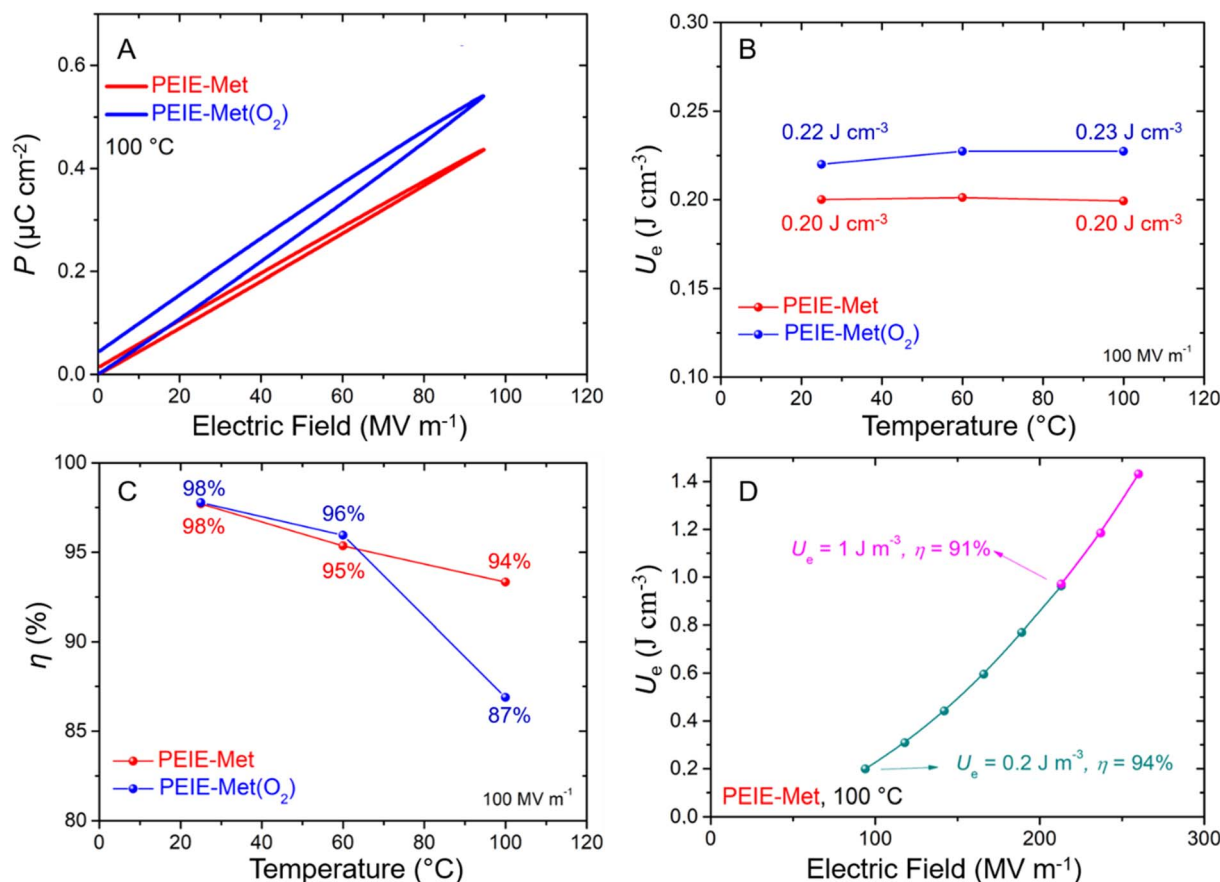 A
PEIE-Met
PEIE-Met(O₂)
100 °C
0.6
0.4
0.2
0.0
0 20 40 60 80 100 120
P (μC cm⁻²)
Electric Field (MV m⁻¹)
B
0.22 J cm⁻³ 0.23 J cm⁻³
0.20 J cm⁻³ 0.20 J cm⁻³
PEIE-Met
PEIE-Met(O₂)
100 MV m⁻¹
0.30
0.25
0.20
0.15
0.10
0 20 40 60 80 100 120
Uₑ (J cm⁻³)
Temperature (°C)
C
98%
98%
96%
95%
94%
87%
PEIE-Met
PEIE-Met(O₂)
100 MV m⁻¹
100
95
90
85
80
0 20 40 60 80 100 120
η (%)
Temperature (°C)
D
Uₑ = 1 J m⁻³, η = 91%
Uₑ = 0.2 J m⁻³, η = 94%
PEIE-Met, 100 °C
1.4
1.2
1.0
0.8
0.6
0.4
0.2
0.0
0 100 200 300
Uₑ (J cm⁻³)
Electric Field (MV m⁻¹)